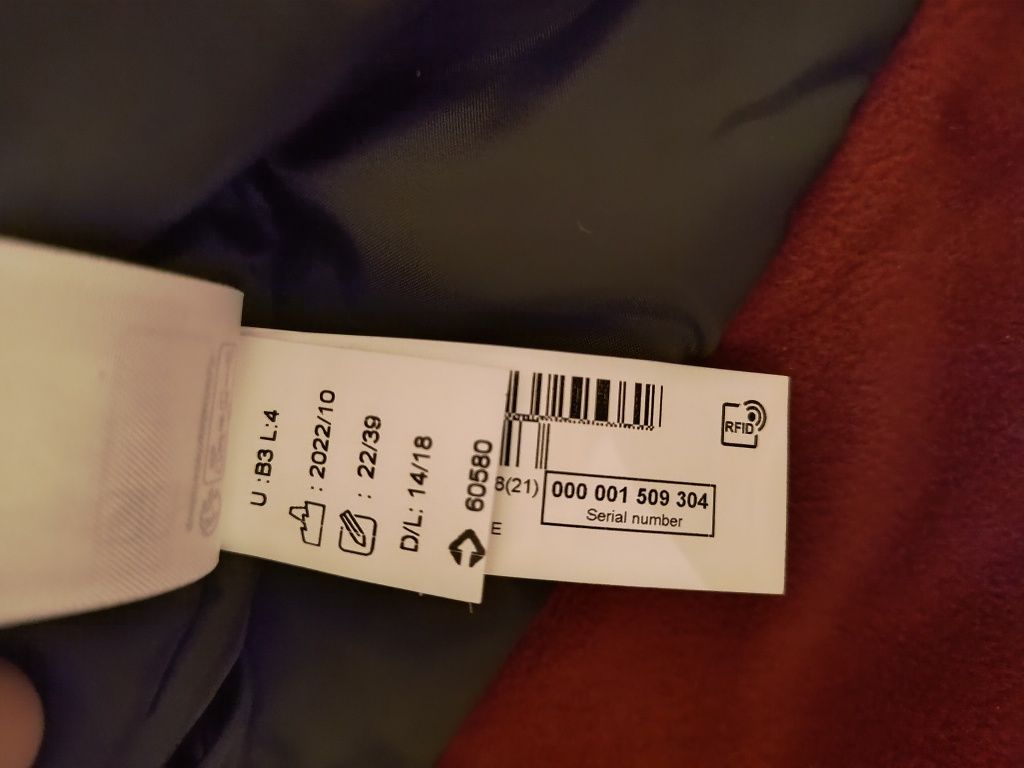 U :B3 L:4
: 2022/10
: 22/39
D/L: 14/18
60580
RFID
8(21)
000 001 509 304
Serial number
E